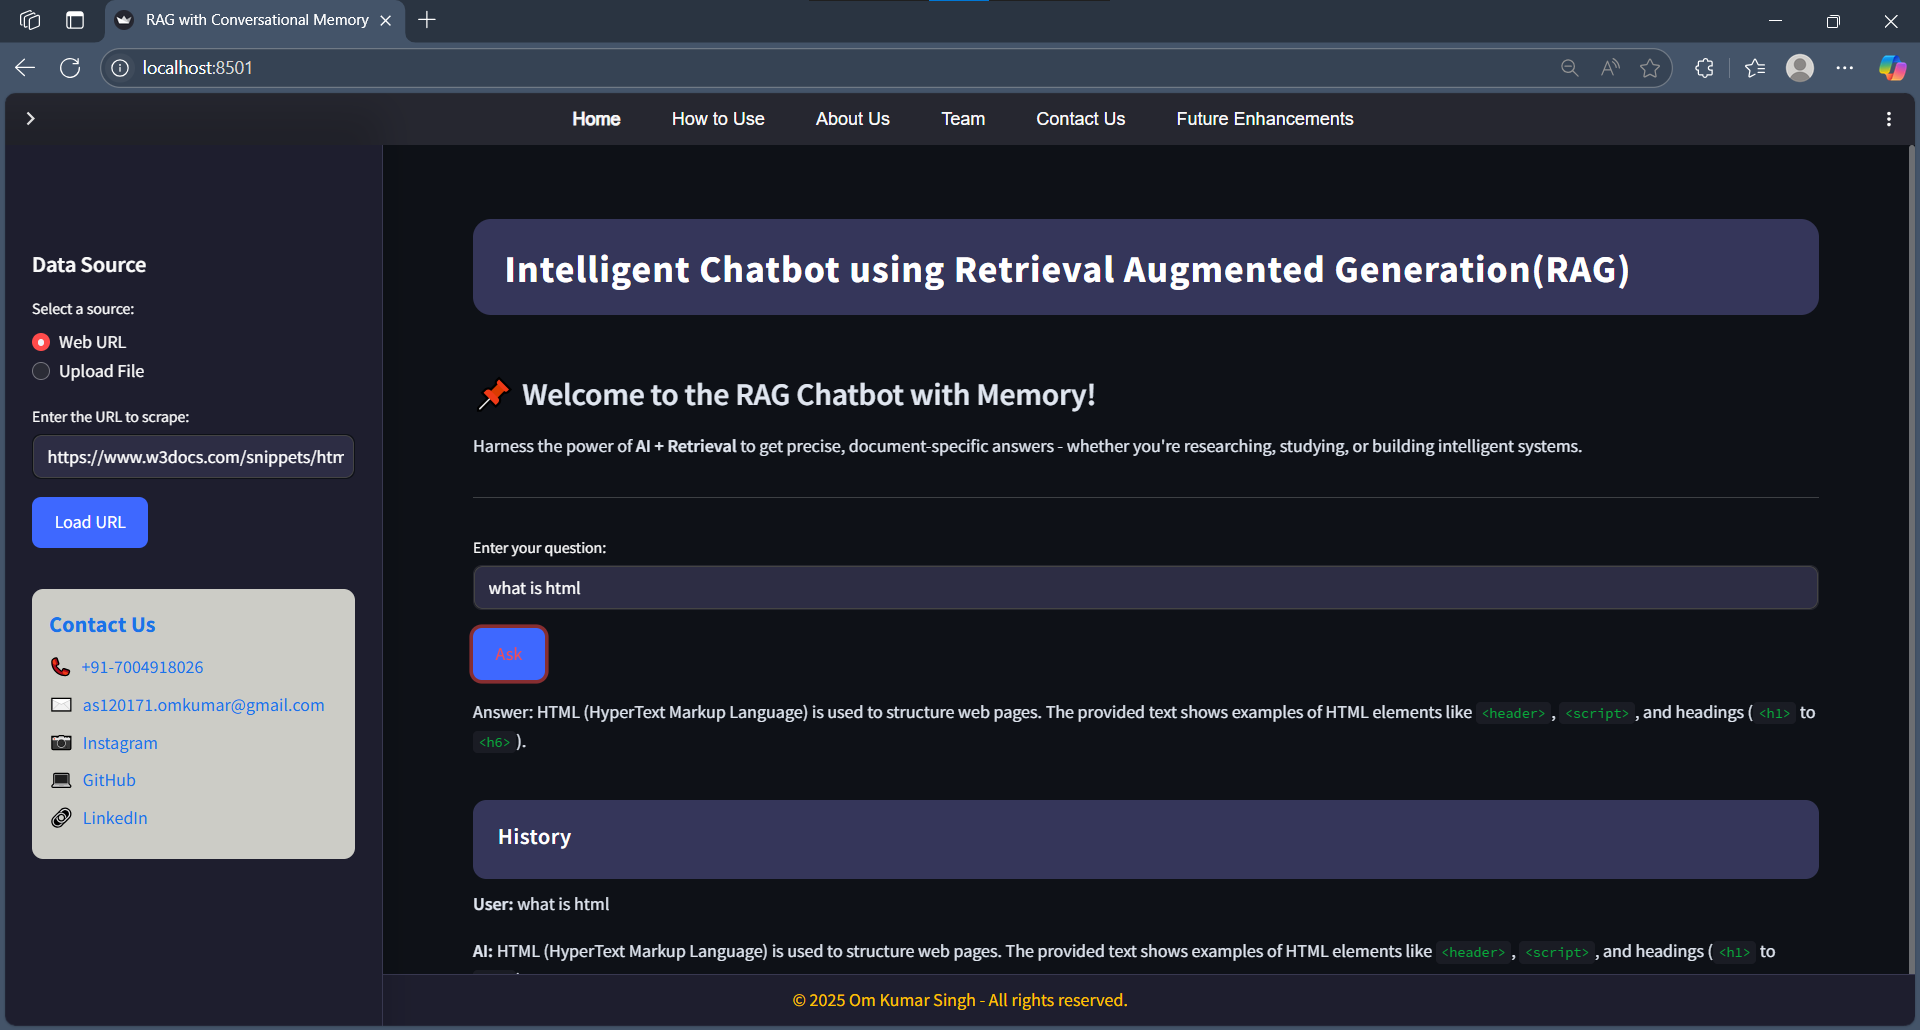 RAG with Conversational Memory
localhost:8501
Home How to Use About Us Team Contact Us Future Enhancements
Data Source
Select a source:
Web URL
Upload File
Enter the URL to scrape:
https://www.w3docs.com/snippets/htm
Load URL
Contact Us
+91-7004918026
as120171.omkumar@gmail.com
Instagram
GitHub
LinkedIn
Intelligent Chatbot using Retrieval Augmented Generation(RAG)
Welcome to the RAG Chatbot with Memory!
Harness the power of AI + Retrieval to get precise, document-specific answers - whether you're researching, studying, or building intelligent systems.
Enter your question:
what is html
Ask
Answer: HTML (HyperText Markup Language) is used to structure web pages. The provided text shows examples of HTML elements like <header> , <script> , and headings ( <h1> to
<h6> ).
History
User: what is html
AI: HTML (HyperText Markup Language) is used to structure web pages. The provided text shows examples of HTML elements like <header> , <script> , and headings ( <h1> to
© 2025 Om Kumar Singh - All rights reserved.